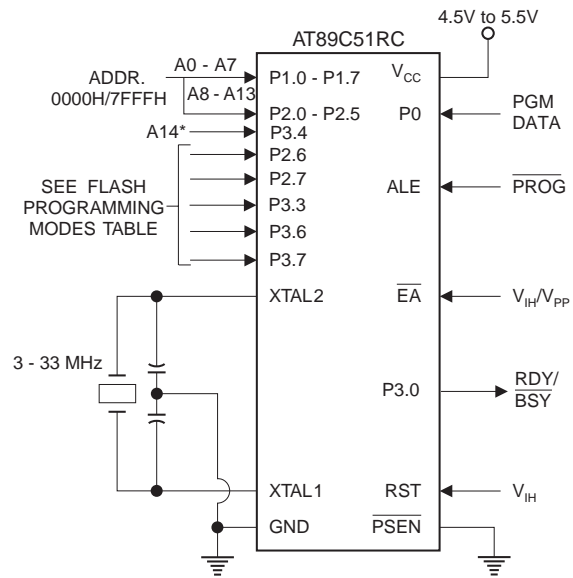 4.5V to 5.5V
AT89C51RC
ADDR.
0000H/7FFFH
A0 - A7
A8 - A13
A14*
SEE FLASH
PROGRAMMING
MODES TABLE
3 - 33 MHz
P1.0 - P1.7
P2.0 - P2.5
P3.4
P2.6
P2.7
P3.3
P3.6
P3.7
XTAL2
XTAL1
GND
VCC
P0
ALE
EA
P3.0
RST
PSEN
PGM
DATA
PROG
VIH/VPP
RDY/
BSY
VIH